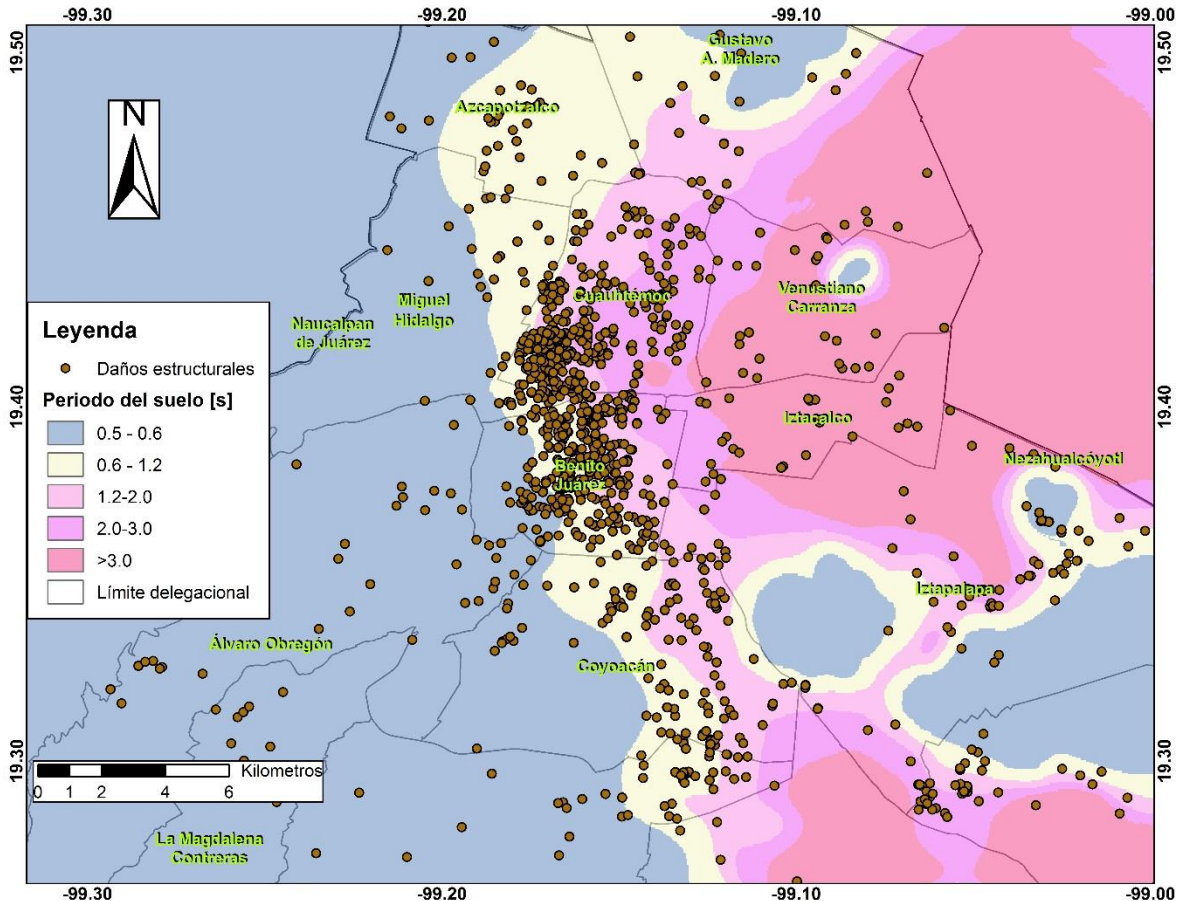 -99.30 -99.20 -99.10 -99.00
19.50 19.50
Gustavo
A. Madero
Azcapotzalco
N
Cuauhtémoc
Venustiano
Carranza
Miguel
Hidalgo
Naucalpan
de Juárez
Leyenda
Daños estructurales
Periodo del suelo [s]
0.5 - 0.6
0.6 - 1.2
1.2-2.0
2.0-3.0
>3.0
Límite delegacional
19.40 19.40
Iztacalco
Nezahualcóyotl
Benito
Juárez
Iztapalapa
Álvaro Obregón
Coyoacán
19.30 19.30
Kilometros
0 1 2 4 6
La Magdalena
Contreras
-99.30 -99.20 -99.10 -99.00